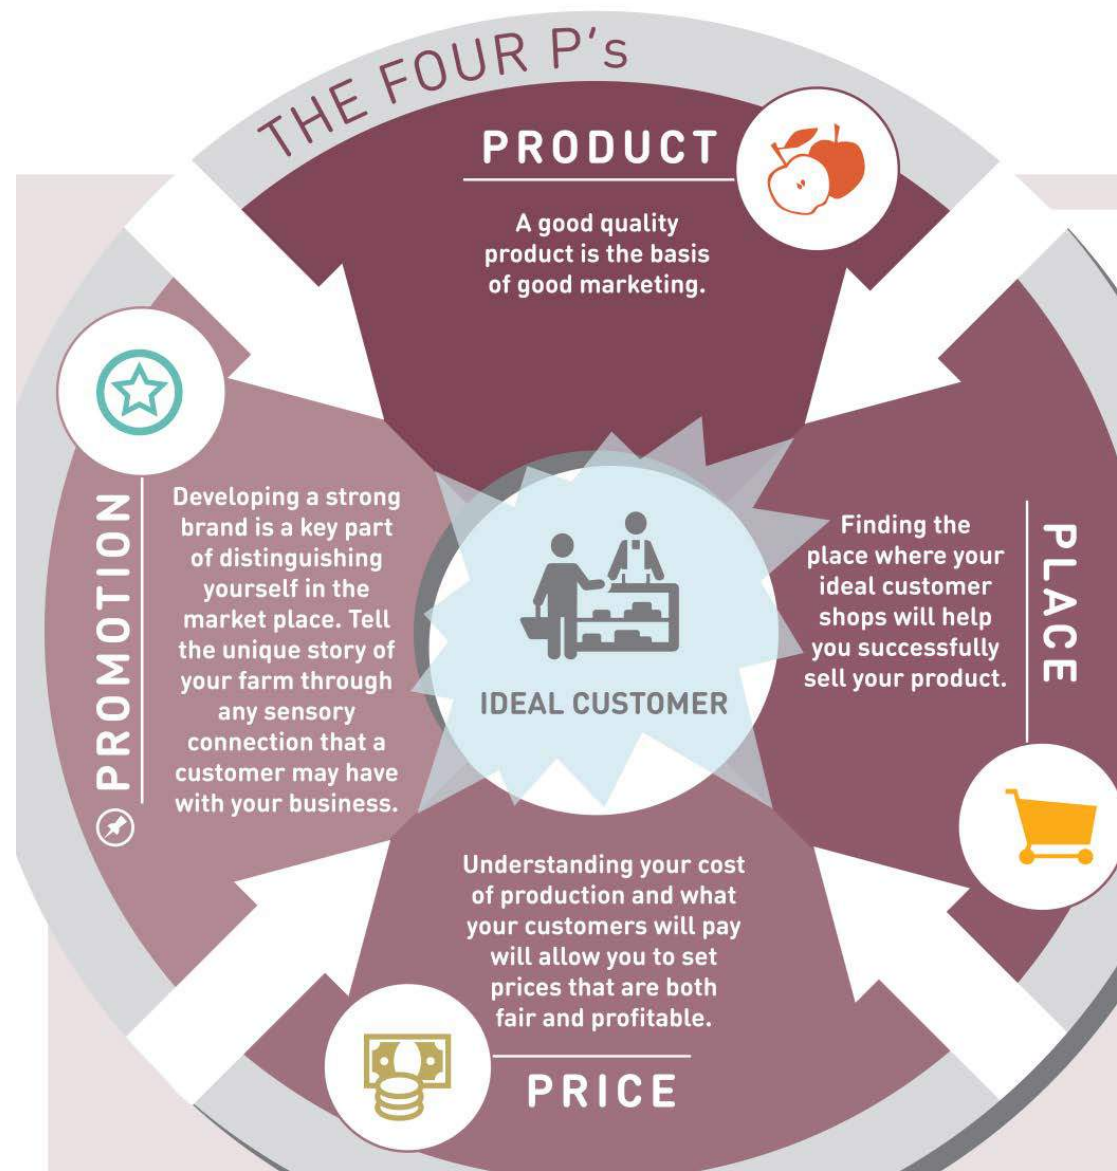 THE FOUR P's
PRODUCT
A good quality
product is the basis
of good marketing.
PROMOTION
Developing a strong
brand is a key part
of distinguishing
yourself in the
market place. Tell
the unique story of
your farm through
any sensory
connection that a
customer may have
with your business.
IDEAL CUSTOMER
PLACE
Finding the
place where your
ideal customer
shops will help
you successfully
sell your product.
Understanding your cost
of production and what
your customers will pay
will allow you to set
prices that are both
fair and profitable.
PRICE